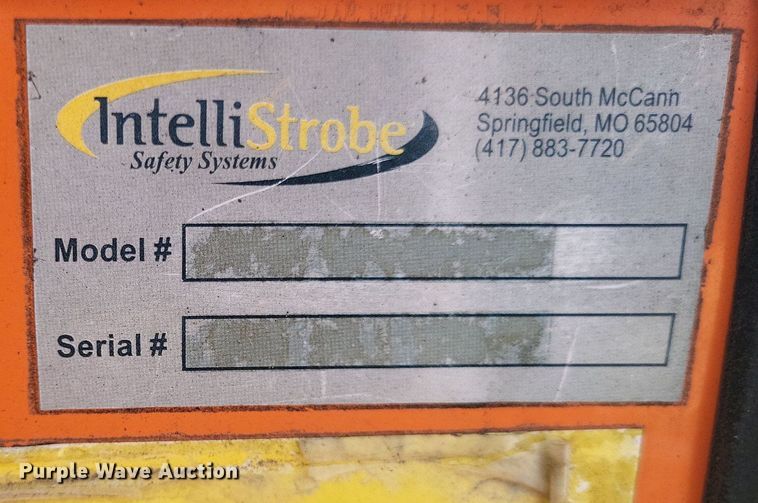 IntelliStrobe
Safety Systems
4136 South McCann
Springfield, MO 65804
(417) 883-7720
Model #
Serial #
Purple Wave Auction